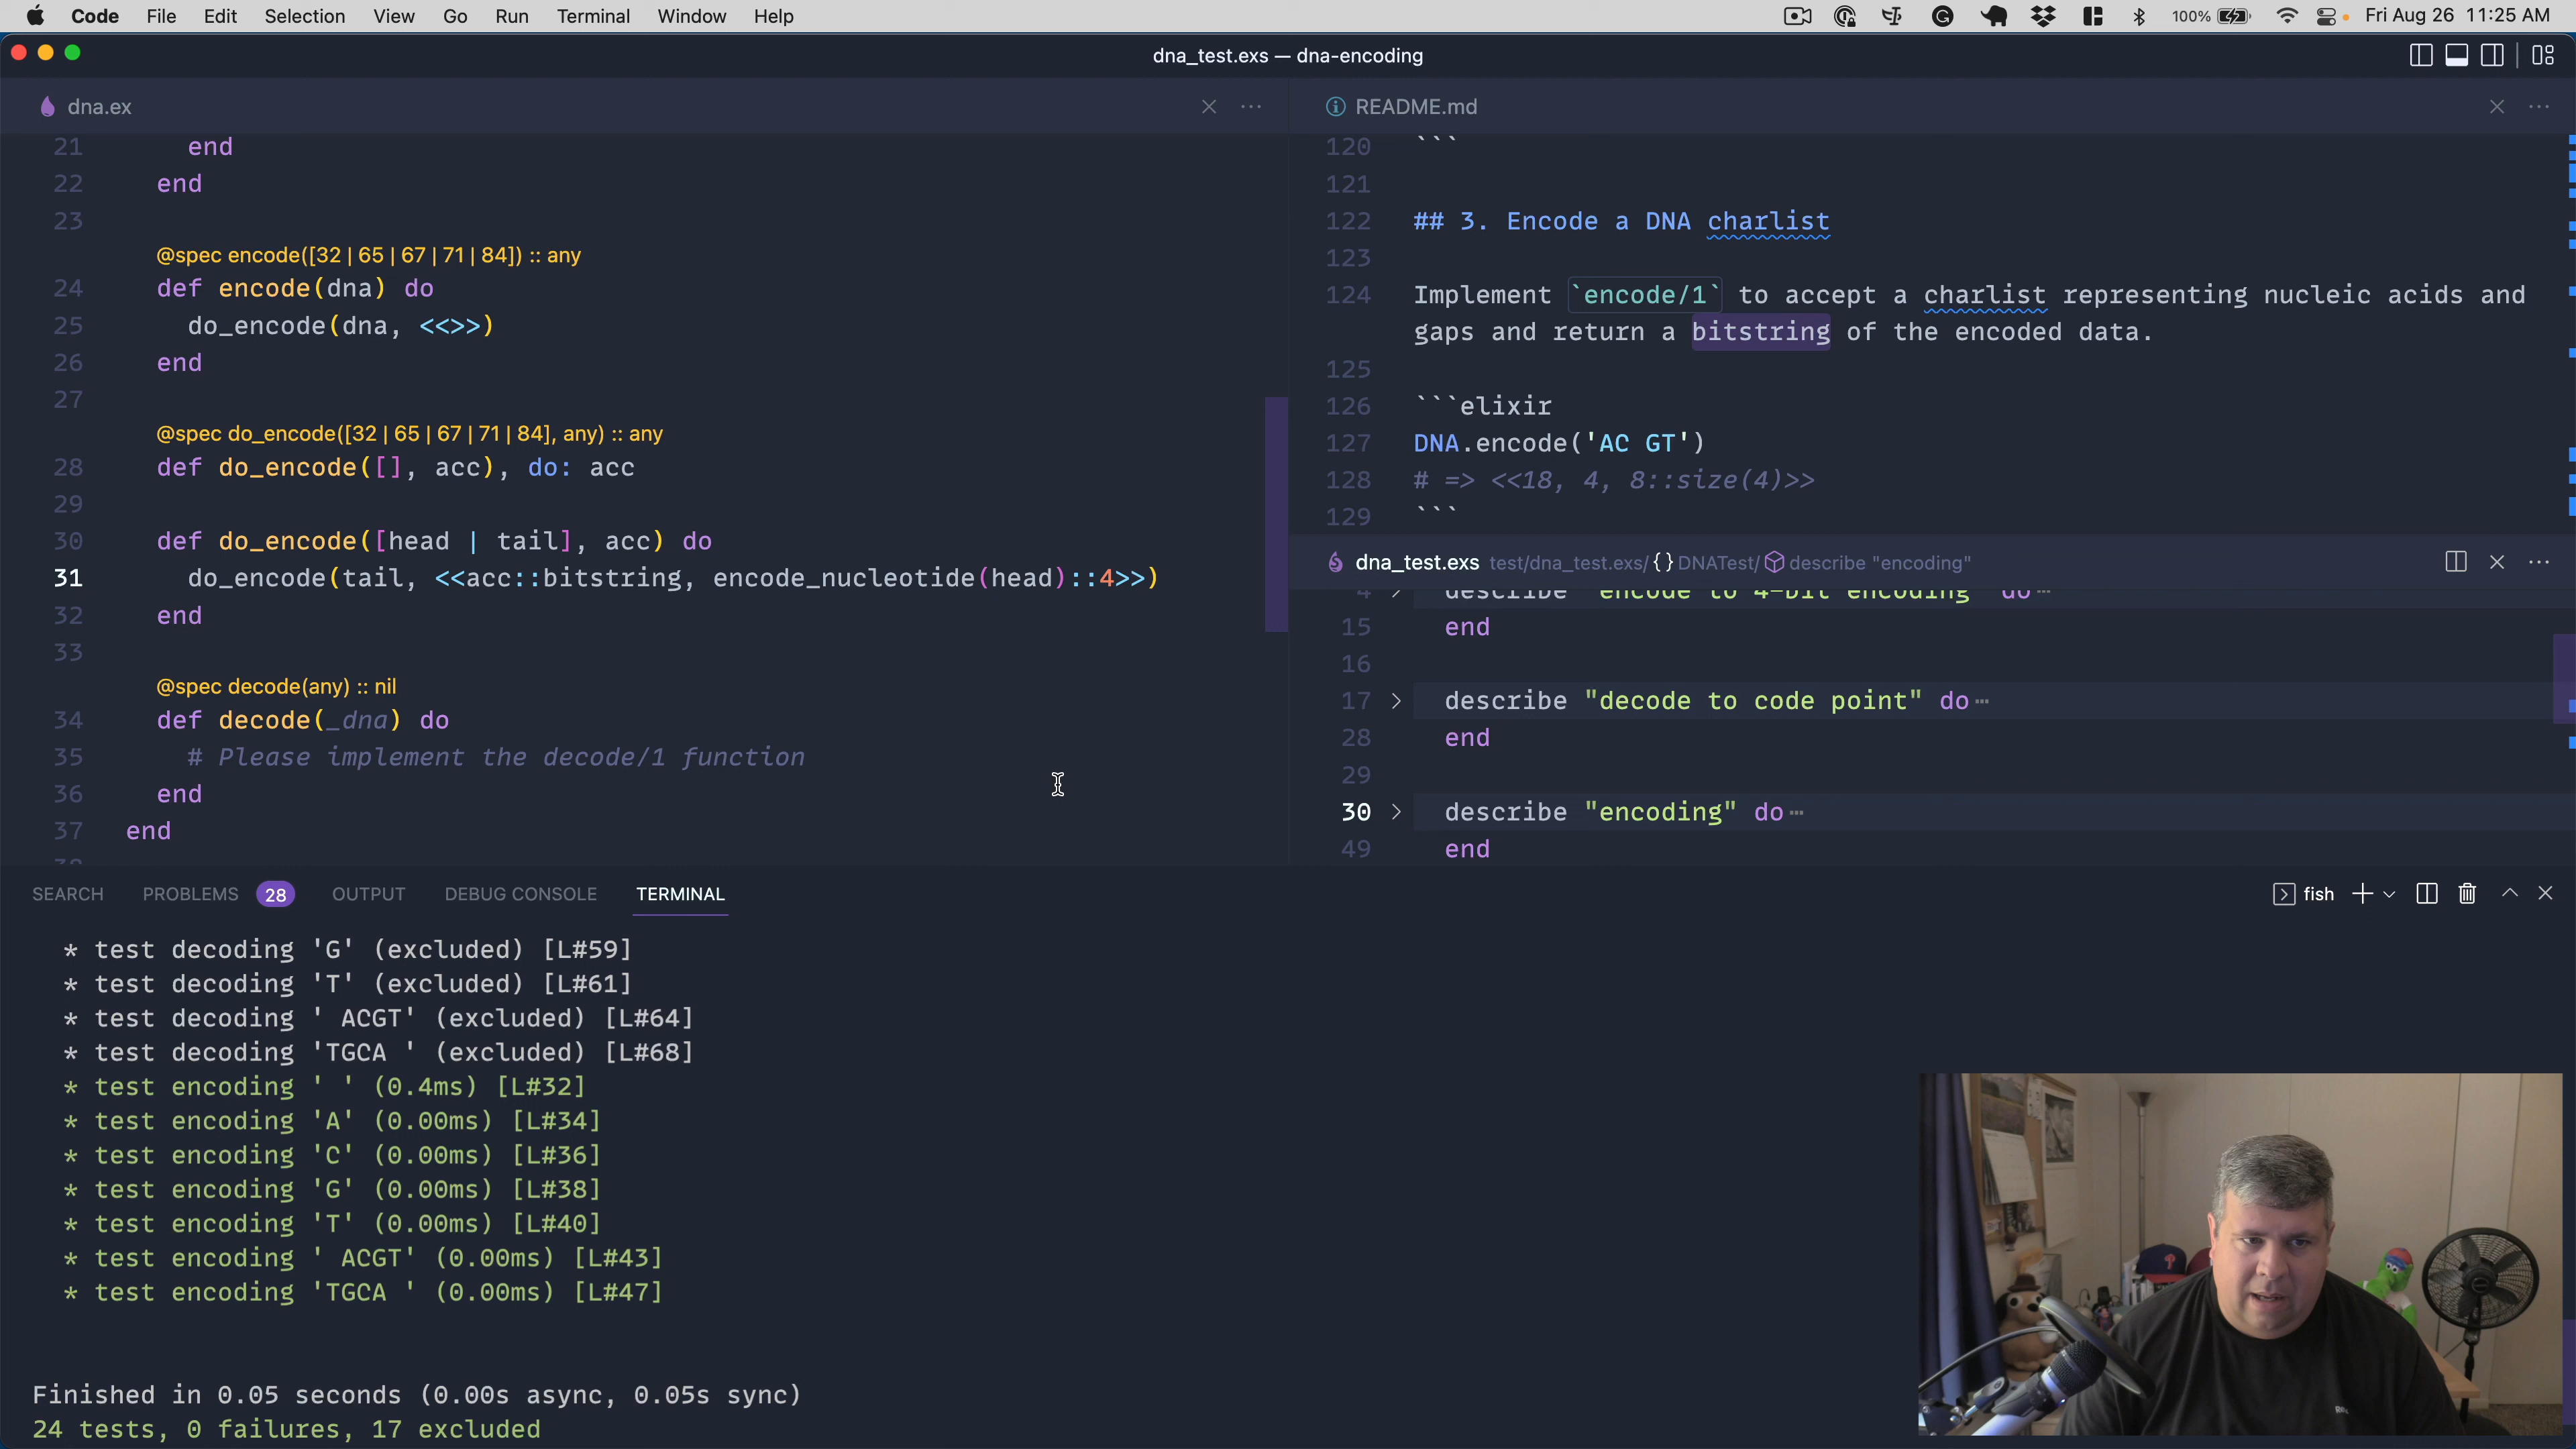 Code File Edit Selection View Go Run Terminal Window Help 100% Fri Aug 26 11:25 AM
dna_test.exs — dna-encoding
dna.ex
21 end
22 end
23
@spec encode([32 | 65 | 67 | 71 | 84]) :: any
24 def encode(dna) do
25 do_encode(dna, <<>>)
26 end
27
@spec do_encode([32 | 65 | 67 | 71 | 84], any) :: any
28 def do_encode([], acc), do: acc
29
30 def do_encode([head | tail], acc) do
31 do_encode(tail, <<acc::bitstring, encode_nucleotide(head)::4>>)
32 end
33
@spec decode(any) :: nil
34 def decode(_dna) do
35 # Please implement the decode/1 function
36 end
37 end
README.md
120 ```
121
122 ## 3. Encode a DNA charlist
123
124 Implement `encode/1` to accept a charlist representing nucleic acids and
gaps and return a bitstring of the encoded data.
125
126 ```elixir
127 DNA.encode('AC GT')
128 # => <<18, 4, 8::size(4)>>
129 ```
dna_test.exs test/dna_test.exs/ {} DNATest/ describe "encoding"
4 describe "encode to 4-bit encoding" do
15 end
16
17 describe "decode to code point" do
28 end
29
30 describe "encoding" do
49 end
SEARCH PROBLEMS 28 OUTPUT DEBUG CONSOLE TERMINAL fish
* test decoding 'G' (excluded) [L#59]
* test decoding 'T' (excluded) [L#61]
* test decoding ' ACGT' (excluded) [L#64]
* test decoding 'TGCA ' (excluded) [L#68]
* test encoding ' ' (0.4ms) [L#32]
* test encoding 'A' (0.00ms) [L#34]
* test encoding 'C' (0.00ms) [L#36]
* test encoding 'G' (0.00ms) [L#38]
* test encoding 'T' (0.00ms) [L#40]
* test encoding ' ACGT' (0.00ms) [L#43]
* test encoding 'TGCA ' (0.00ms) [L#47]
Finished in 0.05 seconds (0.00s async, 0.05s sync)
24 tests, 0 failures, 17 excluded